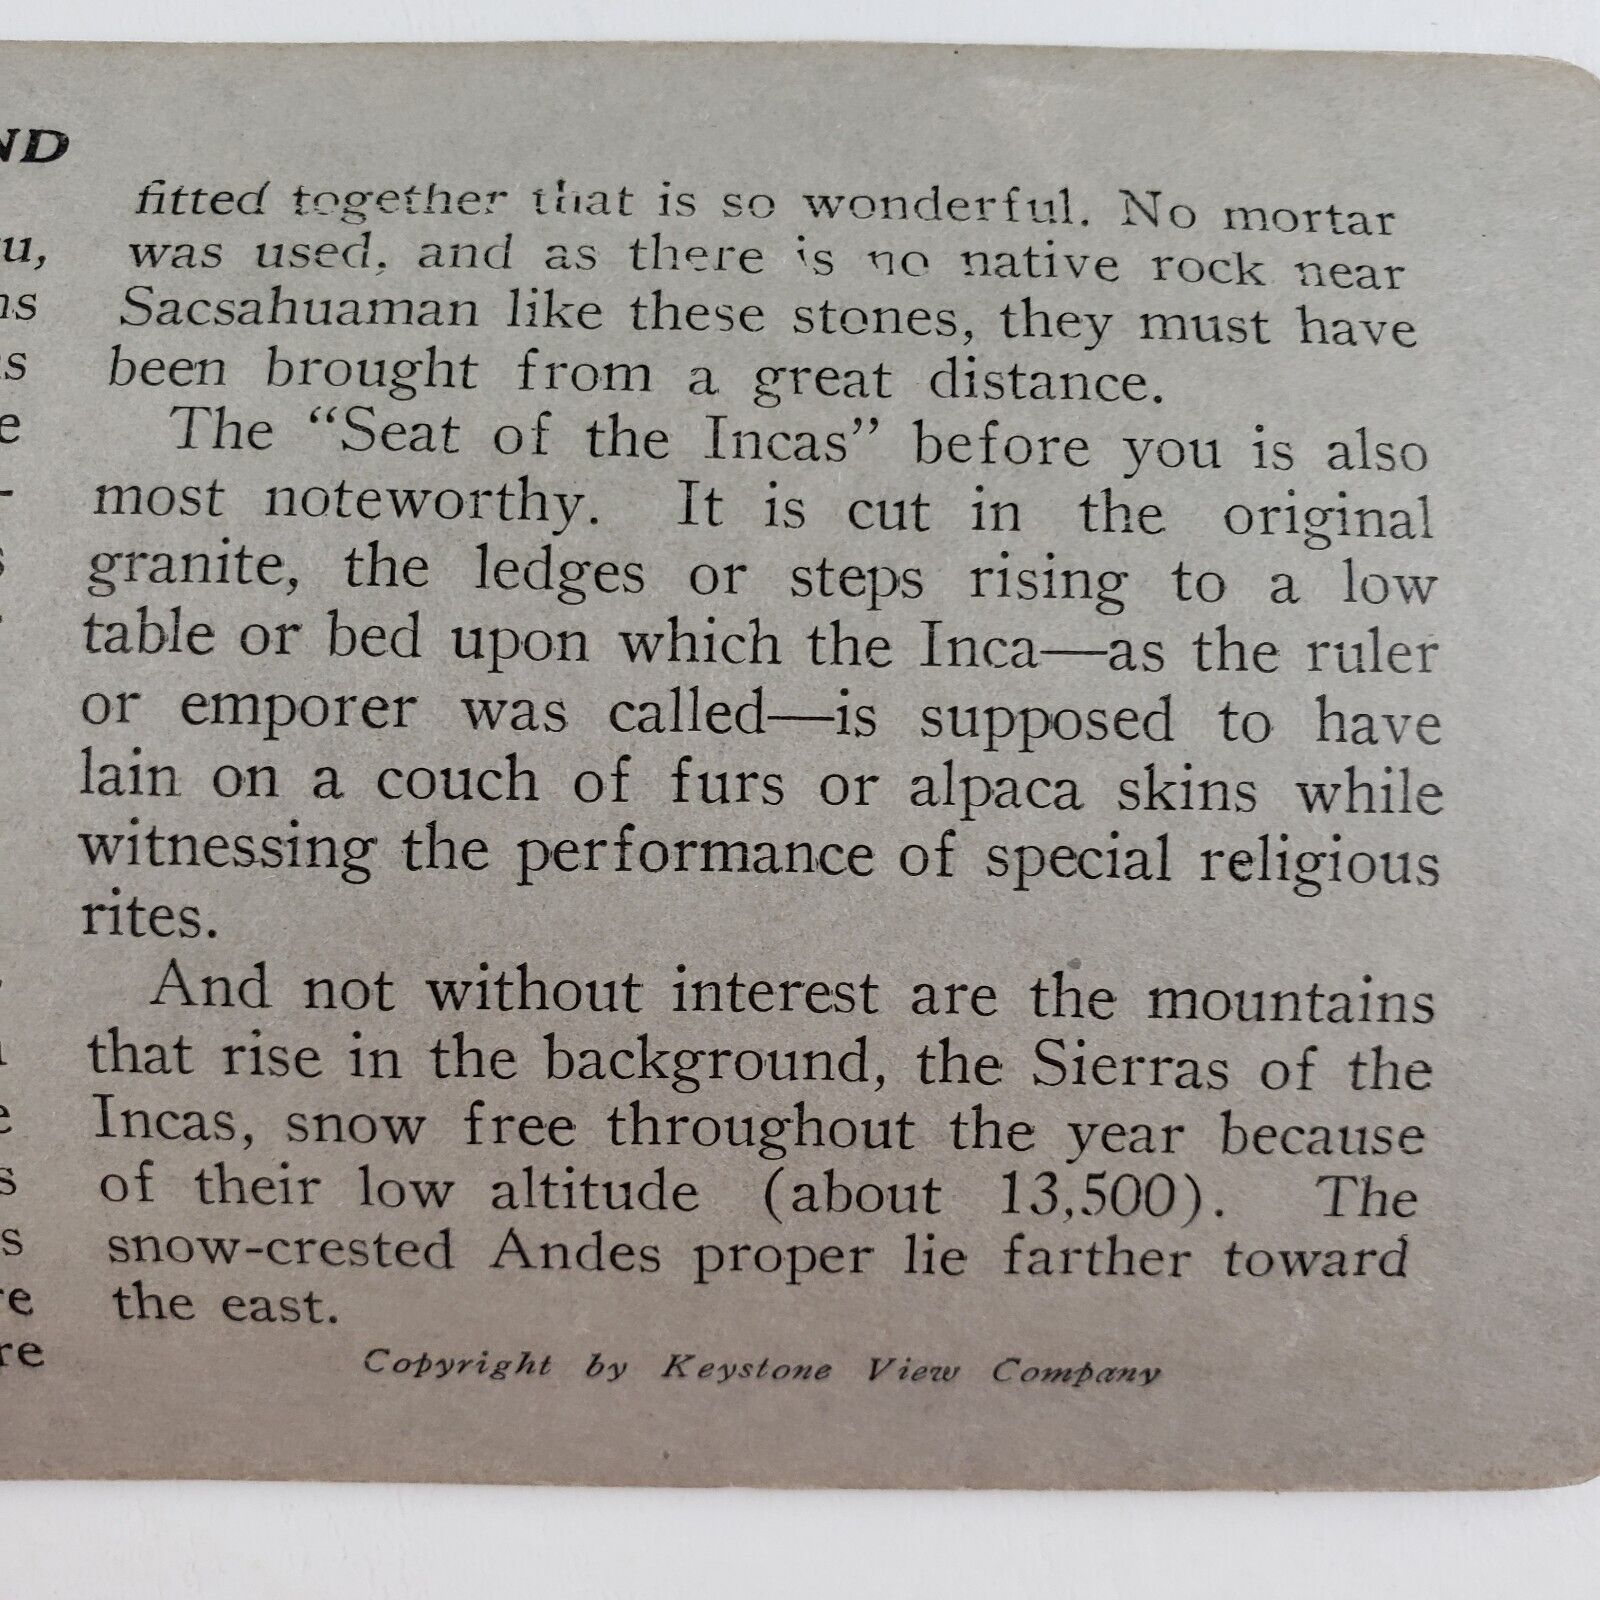 ND
u,
ns
s
e
-
s
e
s
s
re
re
fitted together that is so wonderful. No mortar
was used, and as there is no native rock near
Sacsahuaman like these stones, they must have
been brought from a great distance.
The “Seat of the Incas” before you is also
most noteworthy. It is cut in the original
granite, the ledges or steps rising to a low
table or bed upon which the Inca—as the ruler
or emporer was called—is supposed to have
lain on a couch of furs or alpaca skins while
witnessing the performance of special religious
rites.
And not without interest are the mountains
that rise in the background, the Sierras of the
Incas, snow free throughout the year because
of their low altitude (about 13,500). The
snow-crested Andes proper lie farther toward
the east.
Copyright by Keystone View Company